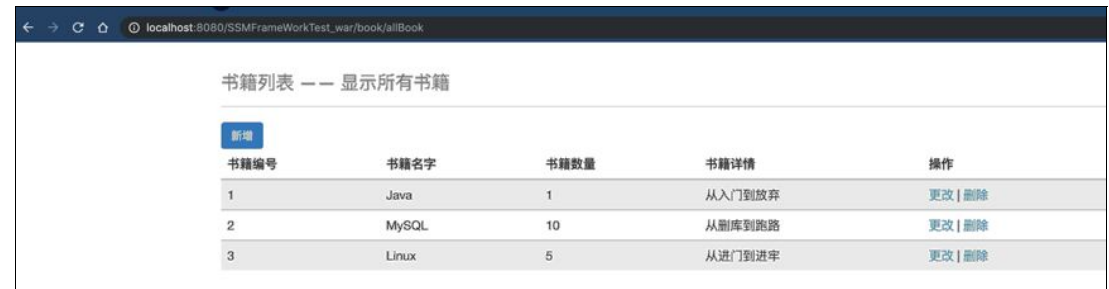 localhost:8080/SSMFrameWorkTest_war/book/allBook
书籍列表 —— 显示所有书籍
新增
书籍编号 书籍名字 书籍数量 书籍详情 操作
1 Java 1 从入门到放弃 更改 | 删除
2 MySQL 10 从删库到跑路 更改 | 删除
3 Linux 5 从进门到进牢 更改 | 删除